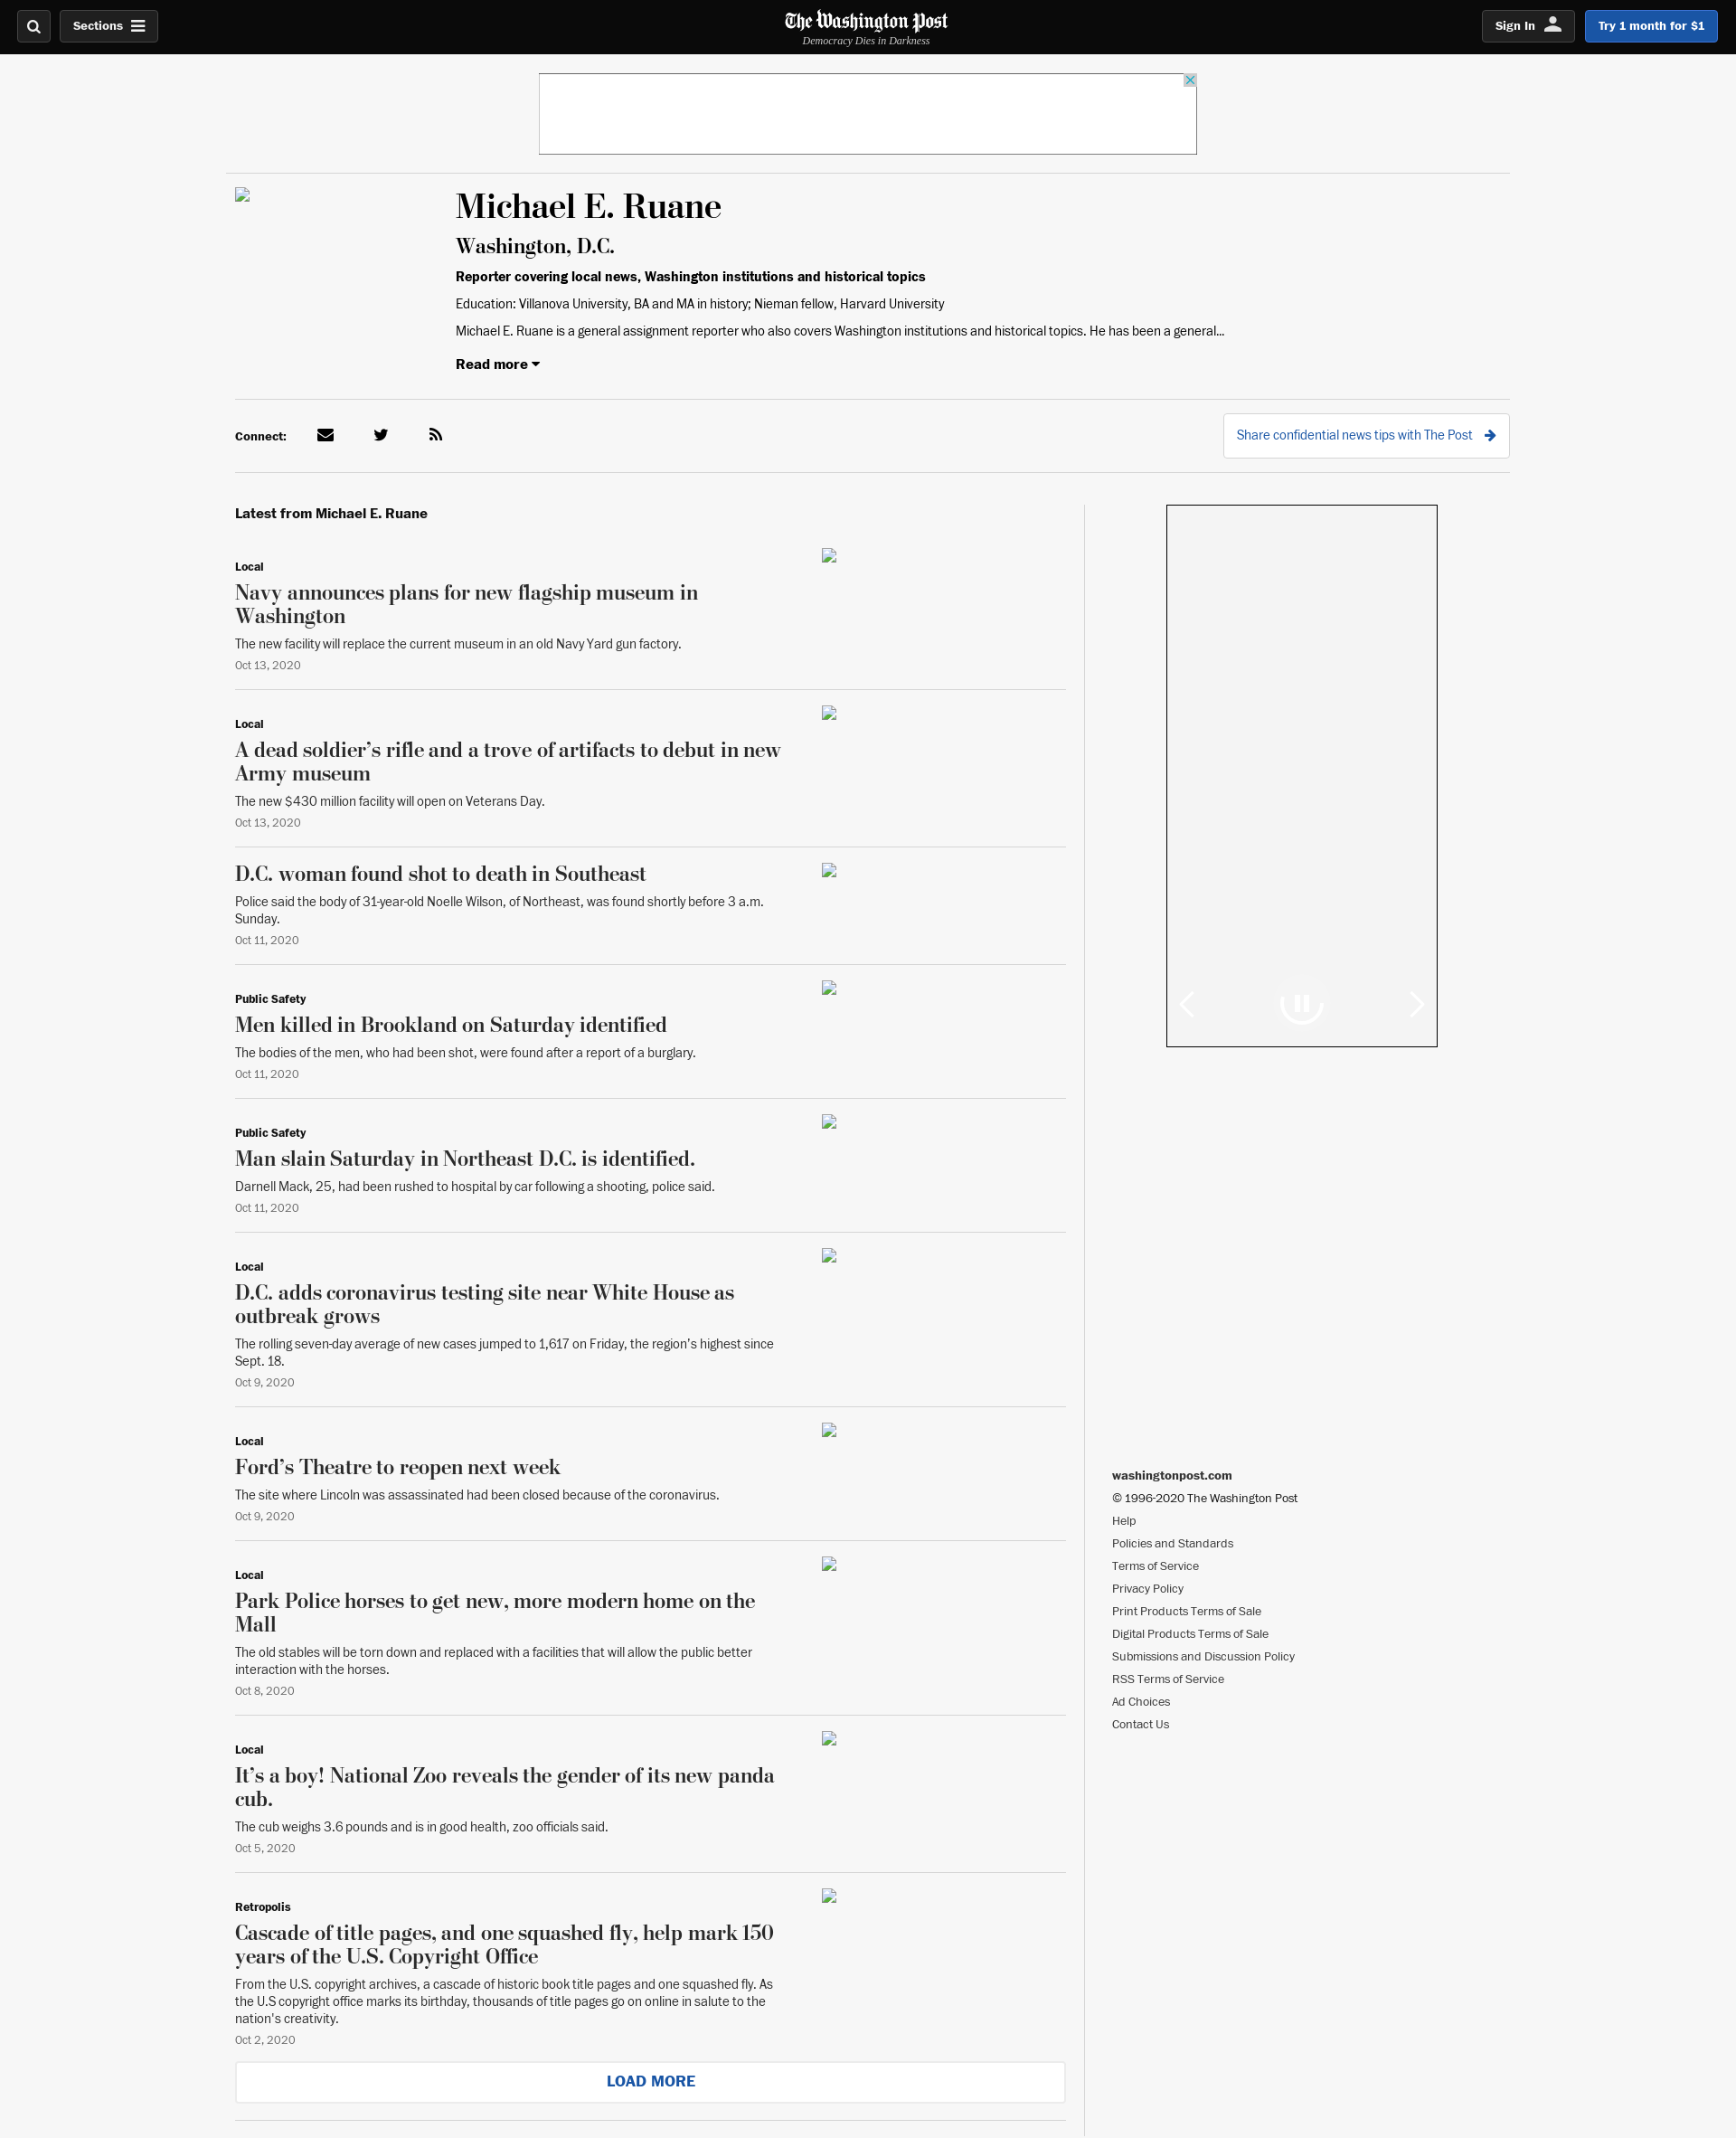 Sections
The Washington Post
Democracy Dies in Darkness
Sign In
Try 1 month for $1
Michael E. Ruane
Washington, D.C.
Reporter covering local news, Washington institutions and historical topics
Education: Villanova University, BA and MA in history; Nieman fellow, Harvard University
Michael E. Ruane is a general assignment reporter who also covers Washington institutions and historical topics. He has been a general...
Read more
Connect:
Share confidential news tips with The Post
Latest from Michael E. Ruane
Local
Navy announces plans for new flagship museum in
Washington
The new facility will replace the current museum in an old Navy Yard gun factory.
Oct 13, 2020
Local
A dead soldier’s rifle and a trove of artifacts to debut in new
Army museum
The new $430 million facility will open on Veterans Day.
Oct 13, 2020
D.C. woman found shot to death in Southeast
Police said the body of 31-year-old Noelle Wilson, of Northeast, was found shortly before 3 a.m.
Sunday.
Oct 11, 2020
Public Safety
Men killed in Brookland on Saturday identified
The bodies of the men, who had been shot, were found after a report of a burglary.
Oct 11, 2020
Public Safety
Man slain Saturday in Northeast D.C. is identified.
Darnell Mack, 25, had been rushed to hospital by car following a shooting, police said.
Oct 11, 2020
Local
D.C. adds coronavirus testing site near White House as
outbreak grows
The rolling seven-day average of new cases jumped to 1,617 on Friday, the region’s highest since
Sept. 18.
Oct 9, 2020
Local
Ford’s Theatre to reopen next week
The site where Lincoln was assassinated had been closed because of the coronavirus.
Oct 9, 2020
Local
Park Police horses to get new, more modern home on the
Mall
The old stables will be torn down and replaced with a facilities that will allow the public better
interaction with the horses.
Oct 8, 2020
Local
It’s a boy! National Zoo reveals the gender of its new panda
cub.
The cub weighs 3.6 pounds and is in good health, zoo officials said.
Oct 5, 2020
Retropolis
Cascade of title pages, and one squashed fly, help mark 150
years of the U.S. Copyright Office
From the U.S. copyright archives, a cascade of historic book title pages and one squashed fly. As
the U.S copyright office marks its birthday, thousands of title pages go on online in salute to the
nation's creativity.
Oct 2, 2020
LOAD MORE
washingtonpost.com
© 1996-2020 The Washington Post
Help
Policies and Standards
Terms of Service
Privacy Policy
Print Products Terms of Sale
Digital Products Terms of Sale
Submissions and Discussion Policy
RSS Terms of Service
Ad Choices
Contact Us